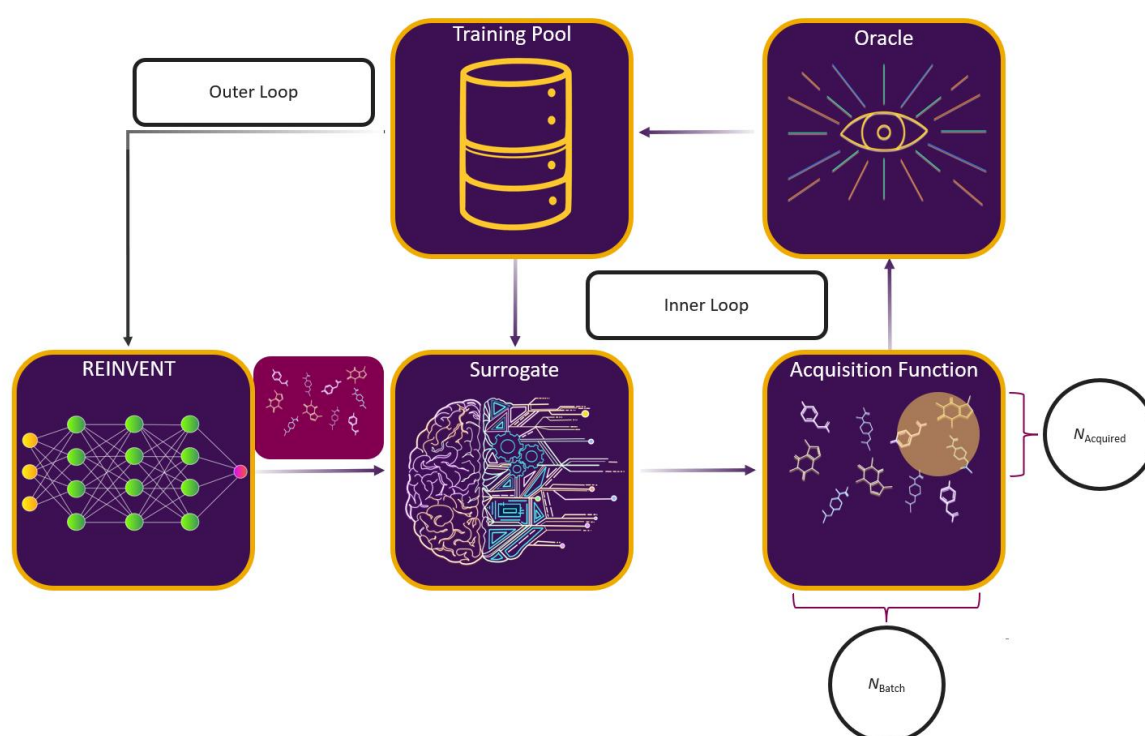 Training Pool
Oracle
Outer Loop
Inner Loop
REINVENT
Surrogate
Acquisition Function
NAcquired
NBatch